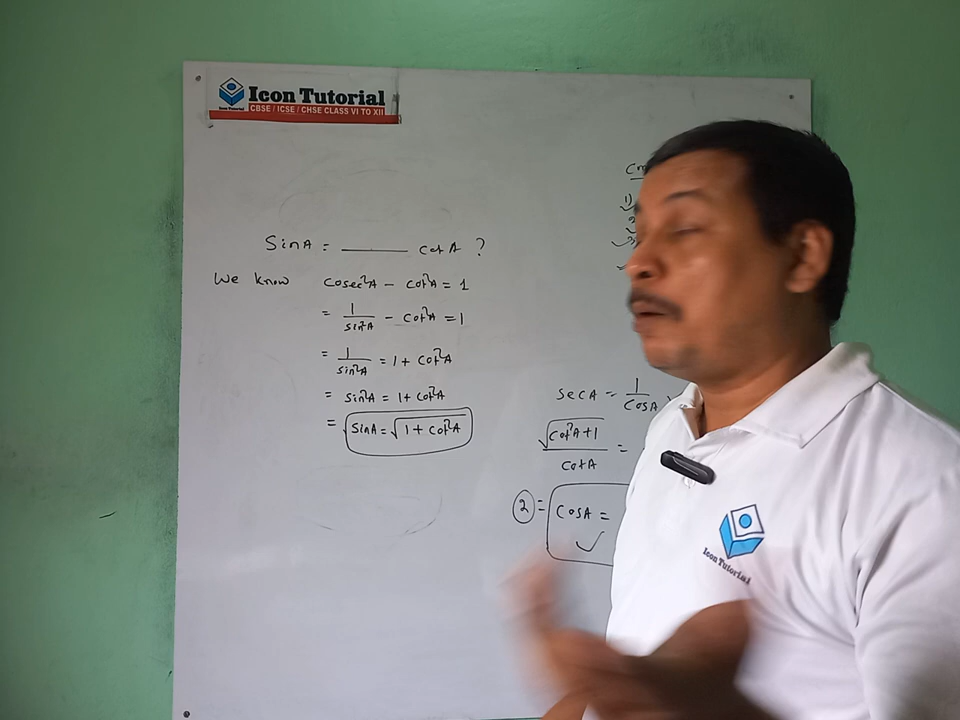 Icon Tutorial
Icon Tutorial
CBSE / ICSE / CHSE CLASS VI TO XII
SinA = ______ cotA ?
We know cosec²A - cot²A = 1
= 1/sin²A - cot²A = 1
= 1/sin²A = 1 + cot²A
= sin²A = 1 + cot²A
= SinA = √(1 + cot²A)
secA = 1/cosA
√(cot²A+1)/cotA =
② = cosA =
Icon Tutorial